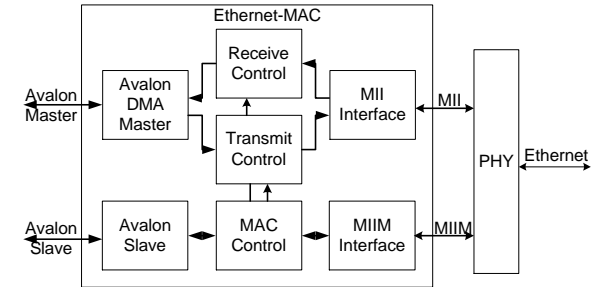 Ethernet-MAC
Receive
Control
Avalon
Master
Avalon
DMA
Master
MII
Interface
MII
Transmit
Control
PHY
Ethernet
Avalon
Slave
Avalon
Slave
MAC
Control
MIIM
Interface
MIIM